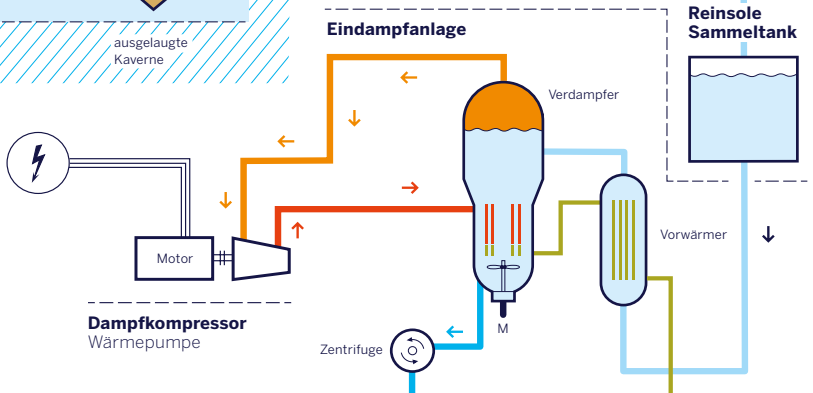 Reinsole
Sammeltank
Eindampfanlage
ausgelaugte
Kaverne
Verdampfer
Vorwärmer
Motor
Dampfkompressor
Wärmepumpe
M
Zentrifuge